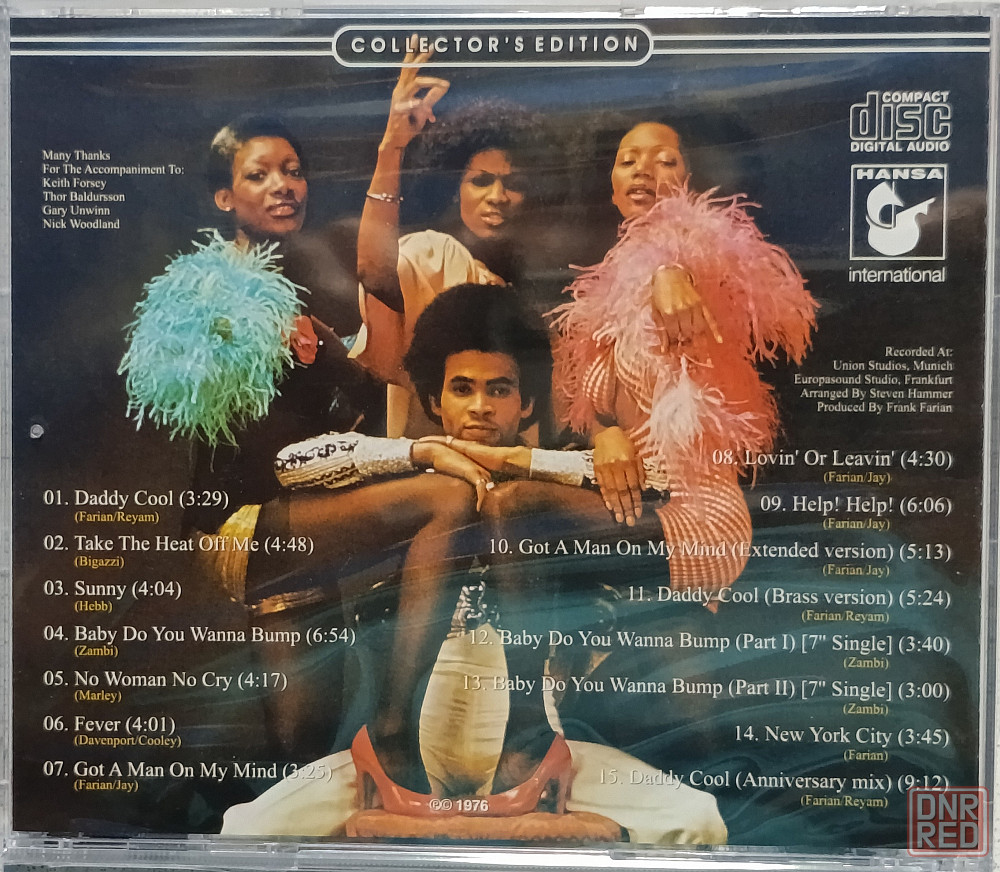 COLLECTOR'S EDITION
COMPACT
disc
DIGITAL AUDIO
HANSA
international
Many Thanks
For The Accompaniment To:
Keith Forsey
Thor Baldursson
Gary Unwinn
Nick Woodland
Recorded At:
Union Studios, Munich
Europasound Studio, Frankfurt
Arranged By Steven Hammer
Produced By Frank Farian
01. Daddy Cool (3:29)
(Farian/Reyam)
02. Take The Heat Off Me (4:48)
(Bigazzi)
03. Sunny (4:04)
(Hebb)
04. Baby Do You Wanna Bump (6:54)
(Zambi)
05. No Woman No Cry (4:17)
(Marley)
06. Fever (4:01)
(Davenport/Cooley)
07. Got A Man On My Mind (3:25)
(Farian/Jay)
08. Lovin' Or Leavin' (4:30)
(Farian/Jay)
09. Help! Help! (6:06)
(Farian/Jay)
10. Got A Man On My Mind (Extended version) (5:13)
(Farian/Jay)
11. Daddy Cool (Brass version) (5:24)
(Farian/Reyam)
12. Baby Do You Wanna Bump (Part I) [7" Single] (3:40)
(Zambi)
13. Baby Do You Wanna Bump (Part II) [7" Single] (3:00)
(Zambi)
14. New York City (3:45)
(Farian)
15. Daddy Cool (Anniversary mix) (9:12)
(Farian/Reyam)
℗© 1976
DNR
RED